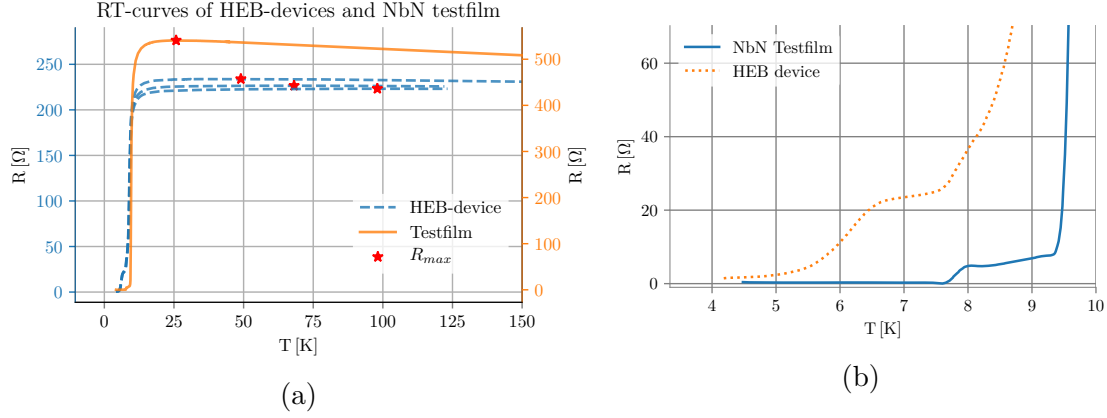 RT-curves of HEB-devices and NbN testfilm
R [Ω]
250
200
150
100
50
0
500
400
300
200
100
0
R [Ω]
HEB-device
Testfilm
R_max
0 25 50 75 100 125 150
T [K]
(a)
R [Ω]
60
40
20
0
NbN Testfilm
HEB device
4 5 6 7 8 9 10
T [K]
(b)